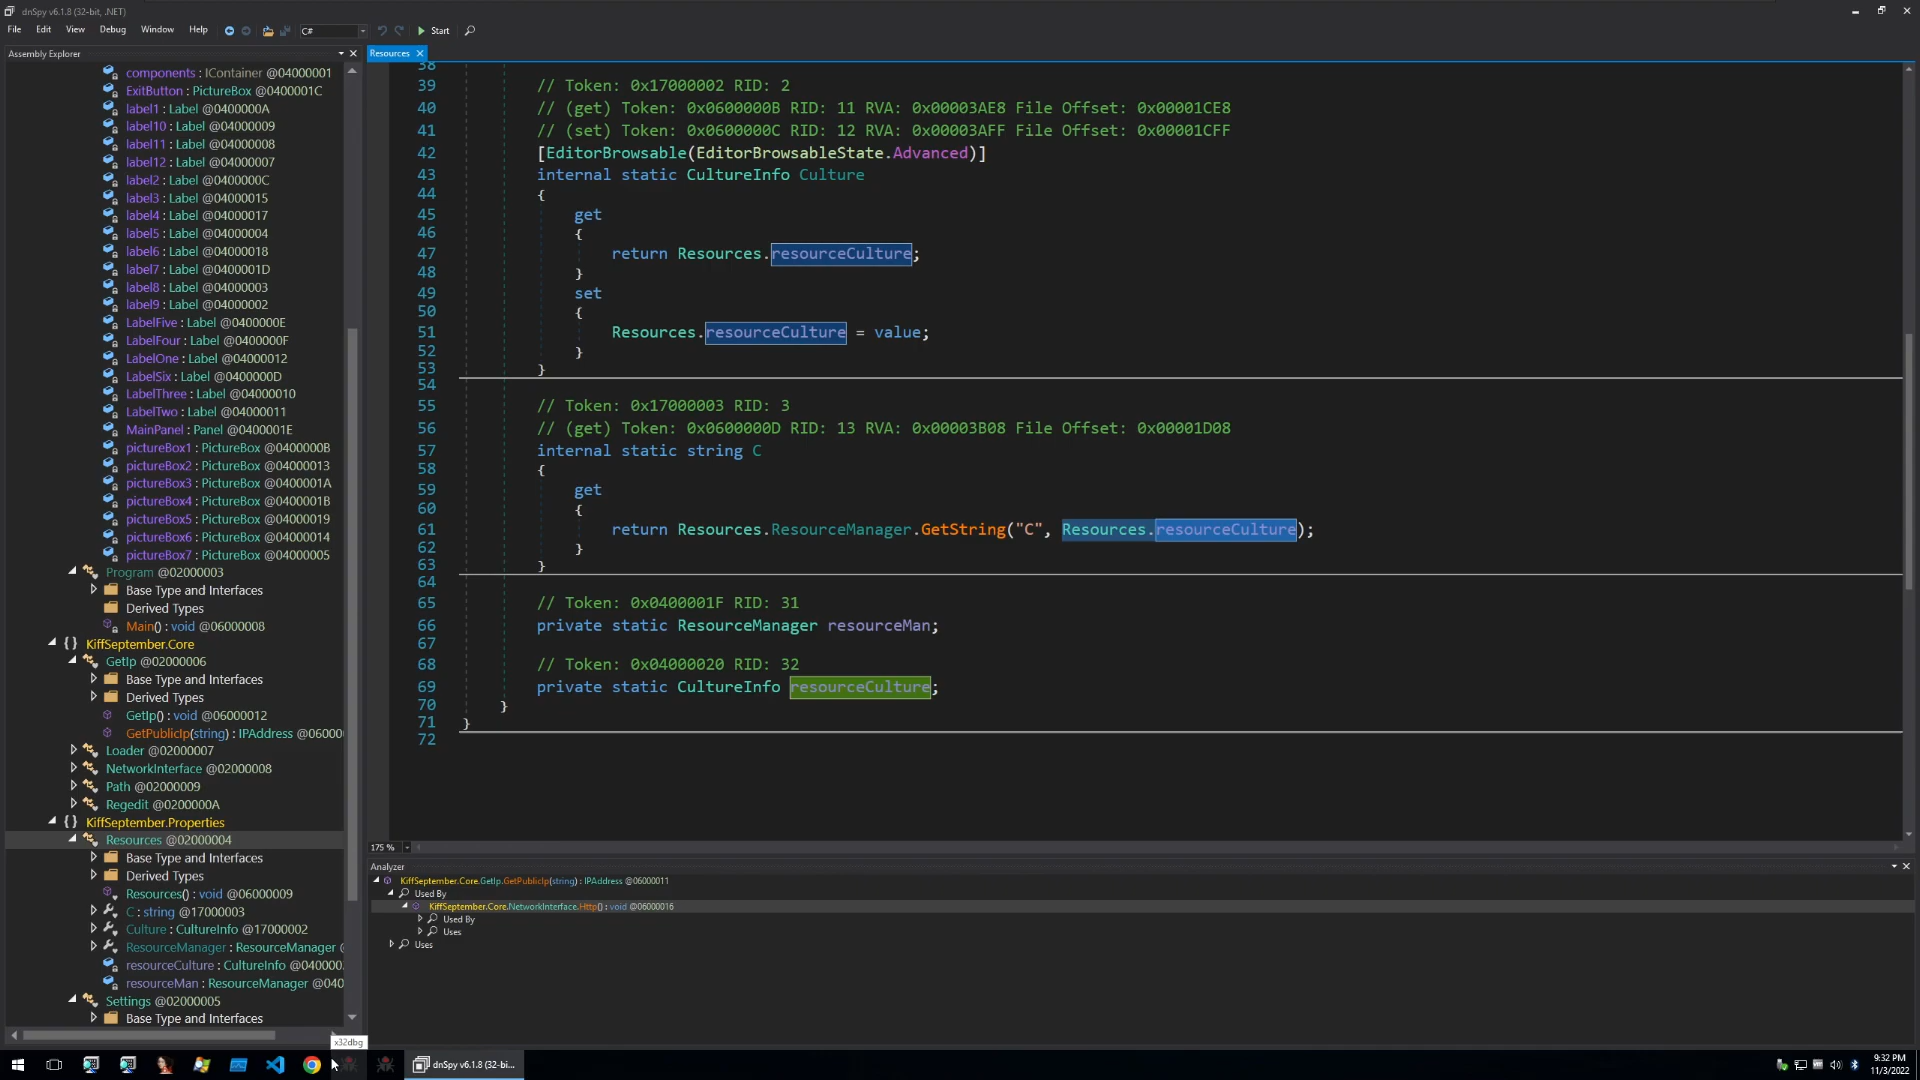 dnSpy v6.1.8 (32-bit, .NET)
File Edit View Debug Window Help C# Start
Assembly Explorer
components : IContainer @04000001
ExitButton : PictureBox @0400001C
label1 : Label @0400000A
label10 : Label @04000009
label11 : Label @04000008
label12 : Label @04000007
label2 : Label @0400000C
label3 : Label @04000015
label4 : Label @04000017
label5 : Label @04000004
label6 : Label @04000018
label7 : Label @0400001D
label8 : Label @04000003
label9 : Label @04000002
LabelFive : Label @0400000E
LabelFour : Label @0400000F
LabelOne : Label @04000012
LabelSix : Label @0400000D
LabelThree : Label @04000010
LabelTwo : Label @04000011
MainPanel : Panel @0400001E
pictureBox1 : PictureBox @0400000B
pictureBox2 : PictureBox @04000013
pictureBox3 : PictureBox @0400001A
pictureBox4 : PictureBox @0400001B
pictureBox5 : PictureBox @04000019
pictureBox6 : PictureBox @04000014
pictureBox7 : PictureBox @04000005
Program @02000003
Base Type and Interfaces
Derived Types
Main() : void @06000008
{} KiffSeptember.Core
GetIp @02000006
Base Type and Interfaces
Derived Types
GetIp() : void @06000012
GetPublicIp(string) : IPAddress @06000
Loader @02000007
NetworkInterface @02000008
Path @02000009
Regedit @0200000A
{} KiffSeptember.Properties
Resources @02000004
Base Type and Interfaces
Derived Types
Resources() : void @06000009
C : string @17000003
Culture : CultureInfo @17000002
ResourceManager : ResourceManager @
resourceCulture : CultureInfo @040000
resourceMan : ResourceManager @040
Settings @02000005
Base Type and Interfaces
Resources
38
39 // Token: 0x17000002 RID: 2
40 // (get) Token: 0x0600000B RID: 11 RVA: 0x00003AE8 File Offset: 0x00001CE8
41 // (set) Token: 0x0600000C RID: 12 RVA: 0x00003AFF File Offset: 0x00001CFF
42 [EditorBrowsable(EditorBrowsableState.Advanced)]
43 internal static CultureInfo Culture
44 {
45 get
46 {
47 return Resources.resourceCulture;
48 }
49 set
50 {
51 Resources.resourceCulture = value;
52 }
53 }
54
55 // Token: 0x17000003 RID: 3
56 // (get) Token: 0x0600000D RID: 13 RVA: 0x00003B08 File Offset: 0x00001D08
57 internal static string C
58 {
59 get
60 {
61 return Resources.ResourceManager.GetString("C", Resources.resourceCulture);
62 }
63 }
64
65 // Token: 0x0400001F RID: 31
66 private static ResourceManager resourceMan;
67
68 // Token: 0x04000020 RID: 32
69 private static CultureInfo resourceCulture;
70 }
71 }
72
175 %
Analyzer
KiffSeptember.Core.GetIp.GetPublicIp(string) : IPAddress @06000011
Used By
KiffSeptember.Core.NetworkInterface.Http() : void @06000016
Used By
Uses
Uses
x32dbg
dnSpy v6.1.8 (32-bi...
9:32 PM
11/3/2022